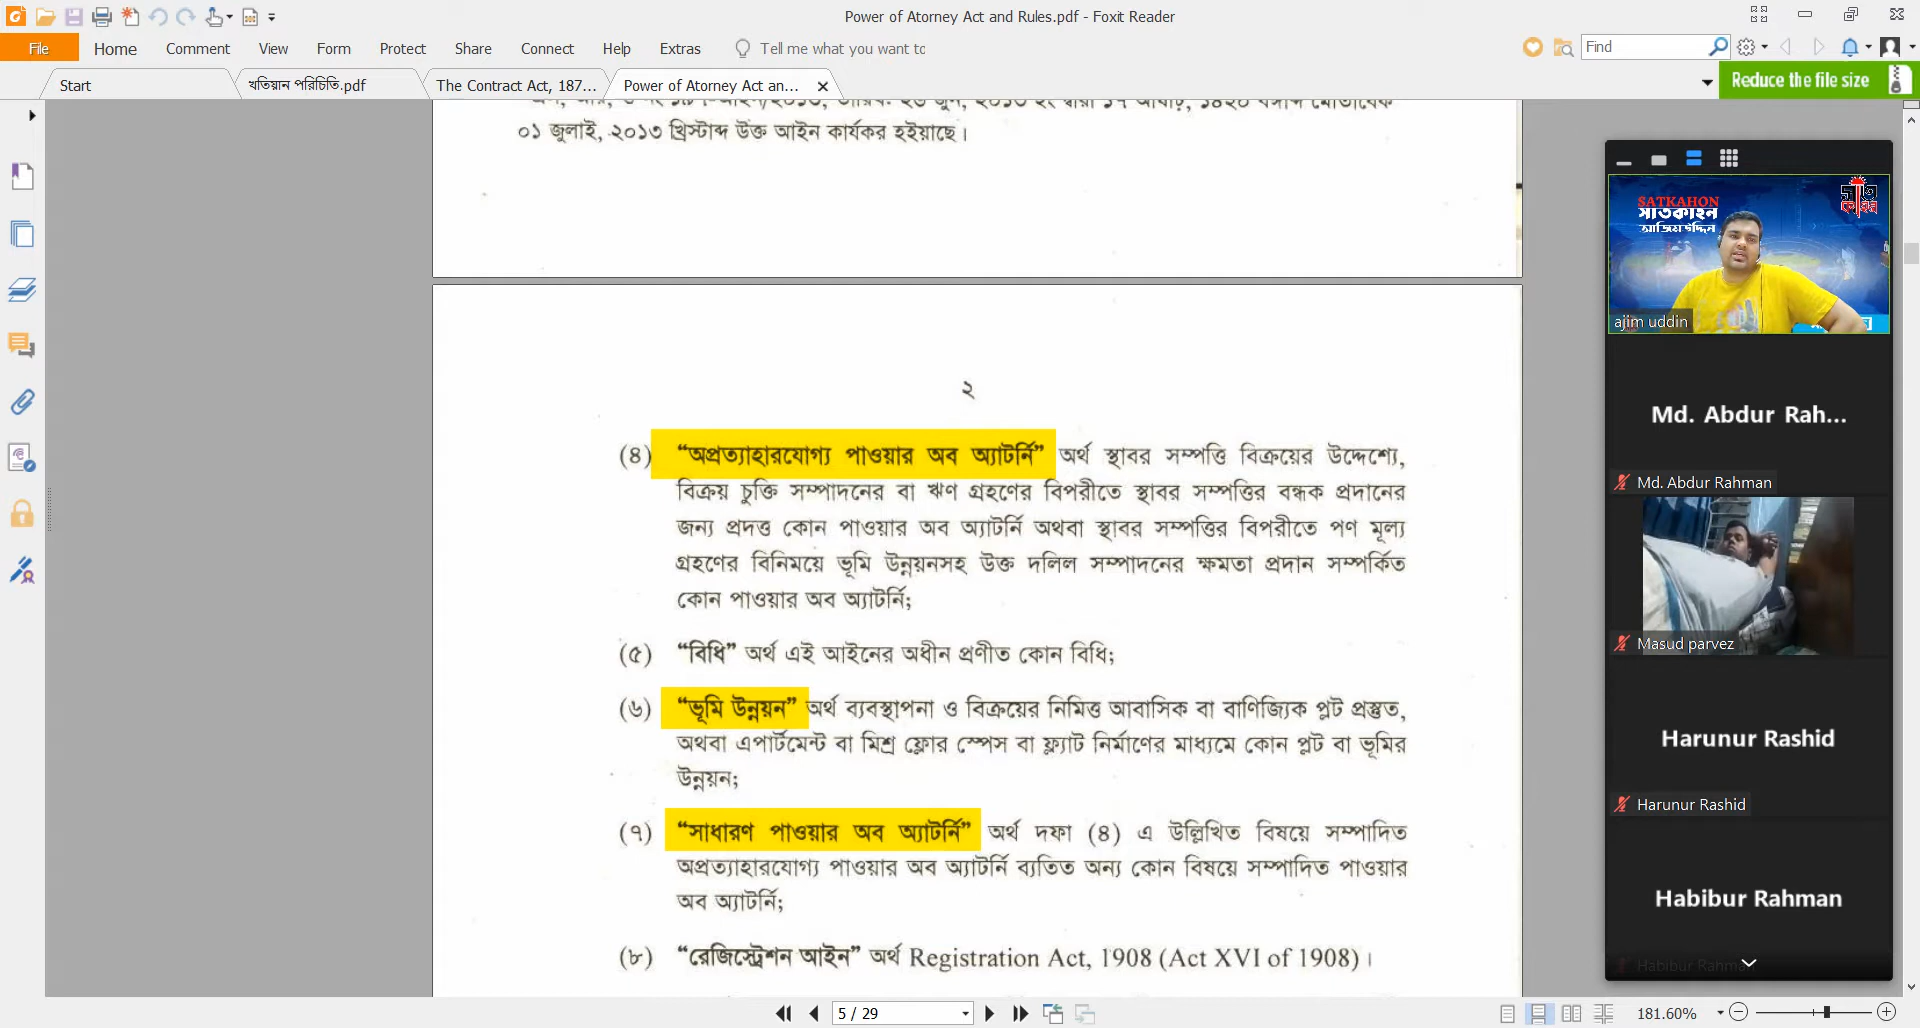 Power of Atorney Act and Rules.pdf - Foxit Reader
File Home Comment View Form Protect Share Connect Help Extras Tell me what you want to
Find
Start খতিয়ান পরিচিতি.pdf The Contract Act, 187... Power of Atorney Act an...
Reduce the file size
০১ জুলাই, ২০১৩ খ্রিস্টাব্দ উক্ত আইন কার্যকর হইয়াছে।
২
(৪) “অপ্রত্যাহারযোগ্য পাওয়ার অব অ্যাটর্নি” অর্থ স্থাবর সম্পত্তি বিক্রয়ের উদ্দেশ্যে,
বিক্রয় চুক্তি সম্পাদনের বা ঋণ গ্রহণের বিপরীতে স্থাবর সম্পত্তির বন্ধক প্রদানের
জন্য প্রদত্ত কোন পাওয়ার অব অ্যাটর্নি অথবা স্থাবর সম্পত্তির বিপরীতে পণ মূল্য
গ্রহণের বিনিময়ে ভূমি উন্নয়নসহ উক্ত দলিল সম্পাদনের ক্ষমতা প্রদান সম্পর্কিত
কোন পাওয়ার অব অ্যাটর্নি;
(৫) “বিধি” অর্থ এই আইনের অধীন প্রণীত কোন বিধি;
(৬) “ভূমি উন্নয়ন” অর্থ ব্যবস্থাপনা ও বিক্রয়ের নিমিত্ত আবাসিক বা বাণিজ্যিক প্লট প্রস্তুত,
অথবা এপার্টমেন্ট বা মিশ্র ফ্লোর স্পেস বা ফ্ল্যাট নির্মাণের মাধ্যমে কোন প্লট বা ভূমির
উন্নয়ন;
(৭) “সাধারণ পাওয়ার অব অ্যাটর্নি” অর্থ দফা (৪) এ উল্লিখিত বিষয়ে সম্পাদিত
অপ্রত্যাহারযোগ্য পাওয়ার অব অ্যাটর্নি ব্যতিত অন্য কোন বিষয়ে সম্পাদিত পাওয়ার
অব অ্যাটর্নি;
(৮) “রেজিস্ট্রেশন আইন” অর্থ Registration Act, 1908 (Act XVI of 1908)।
SATKAHON
সাতকাহন
আজিম উদ্দিন
ajim uddin
Md. Abdur Rah...
Md. Abdur Rahman
Masud parvez
Harunur Rashid
Harunur Rashid
Habibur Rahman
Habibur Rahman
5 / 29
181.60%